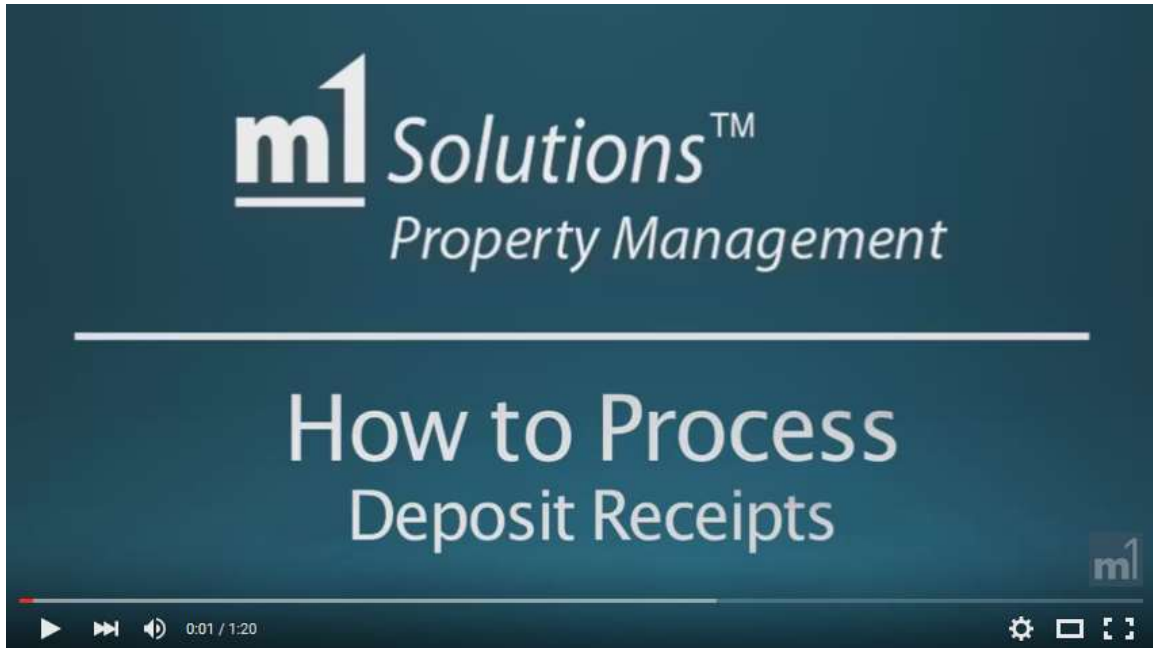 m1 Solutions™
Property Management
How to Process
Deposit Receipts
m1
0:01 / 1:20